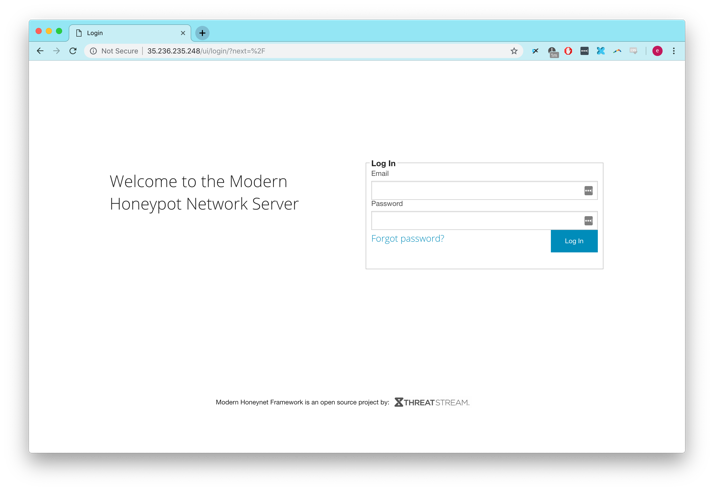 Login
Not Secure | 35.236.235.248/ui/login/?next=%2F
Welcome to the Modern
Honeypot Network Server
Log In
Email
Password
Forgot password?
Log In
Modern Honeynet Framework is an open source project by: THREATSTREAM.